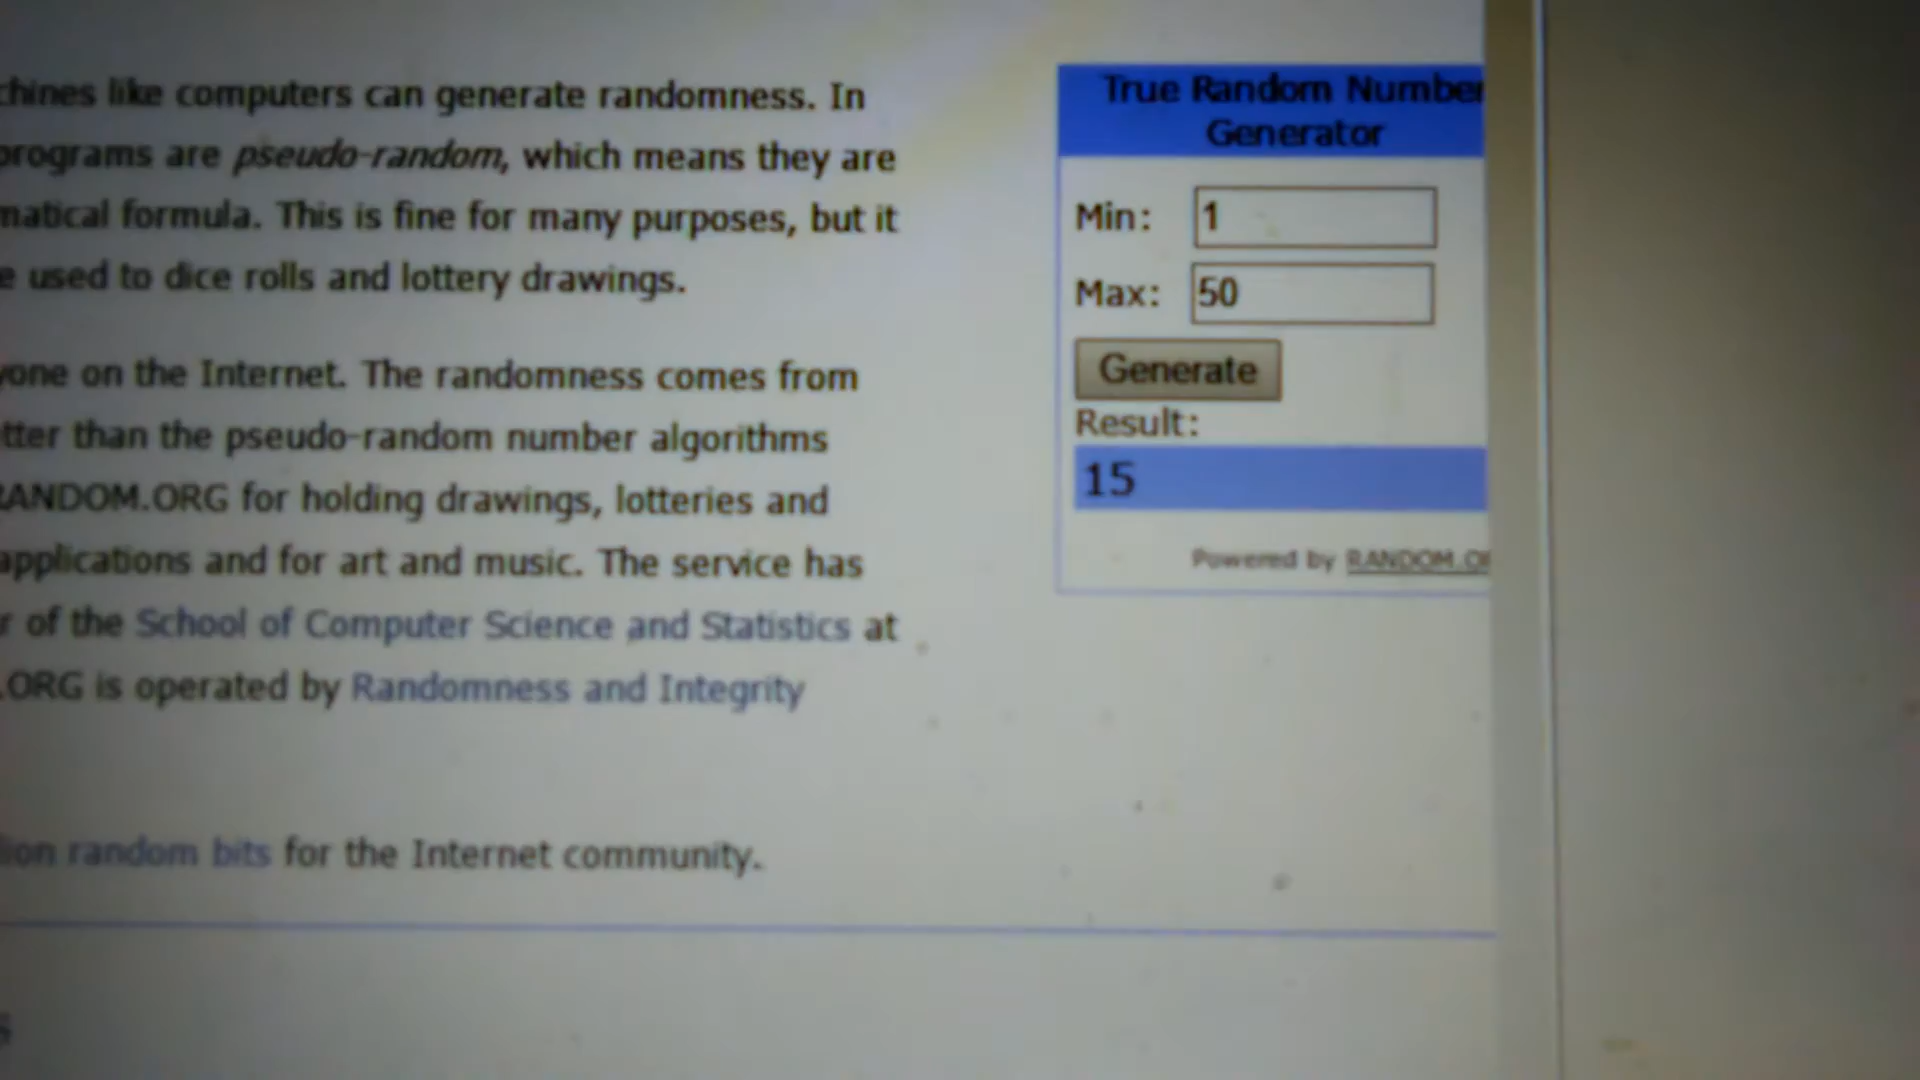 chines like computers can generate randomness. In
programs are pseudo-random, which means they are
matical formula. This is fine for many purposes, but it
e used to dice rolls and lottery drawings.
yone on the Internet. The randomness comes from
tter than the pseudo-random number algorithms
RANDOM.ORG for holding drawings, lotteries and
applications and for art and music. The service has
r of the School of Computer Science and Statistics at
.ORG is operated by Randomness and Integrity
lion random bits for the Internet community.
s
True Random Number
Generator
Min: 1
Max: 50
Generate
Result:
15
Powered by RANDOM.OR